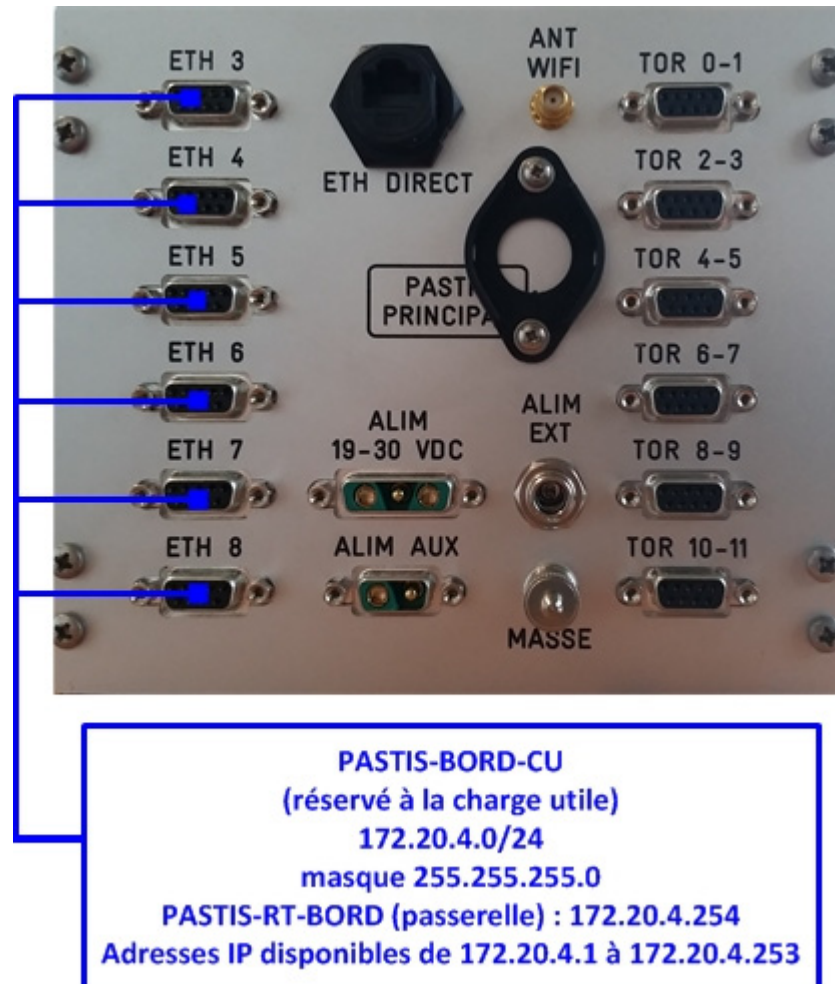 ETH 3
ETH 4
ETH 5
ETH 6
ETH 7
ETH 8
ETH DIRECT
PRINCIPA
ALIM
19-30 VDC
ALIM AUX
ANT
WIFI
ALIM
EXT
MASSE
TOR 0-1
TOR 2-3
TOR 4-5
TOR 6-7
TOR 8-9
TOR 10-11
PASTIS-BORD-CU
(réservé à la charge utile)
172.20.4.0/24
masque 255.255.255.0
PASTIS-RT-BORD (passerelle) : 172.20.4.254
Adresses IP disponibles de 172.20.4.1 à 172.20.4.253